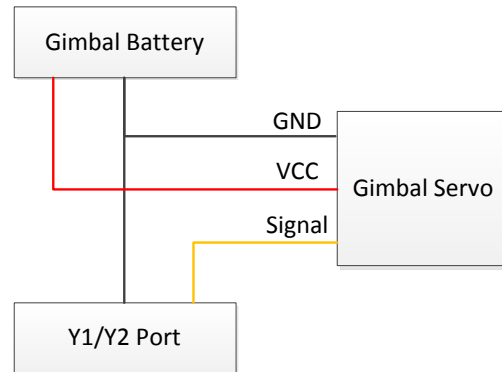 Gimbal Battery
GND
VCC
Gimbal Servo
Signal
Y1/Y2 Port